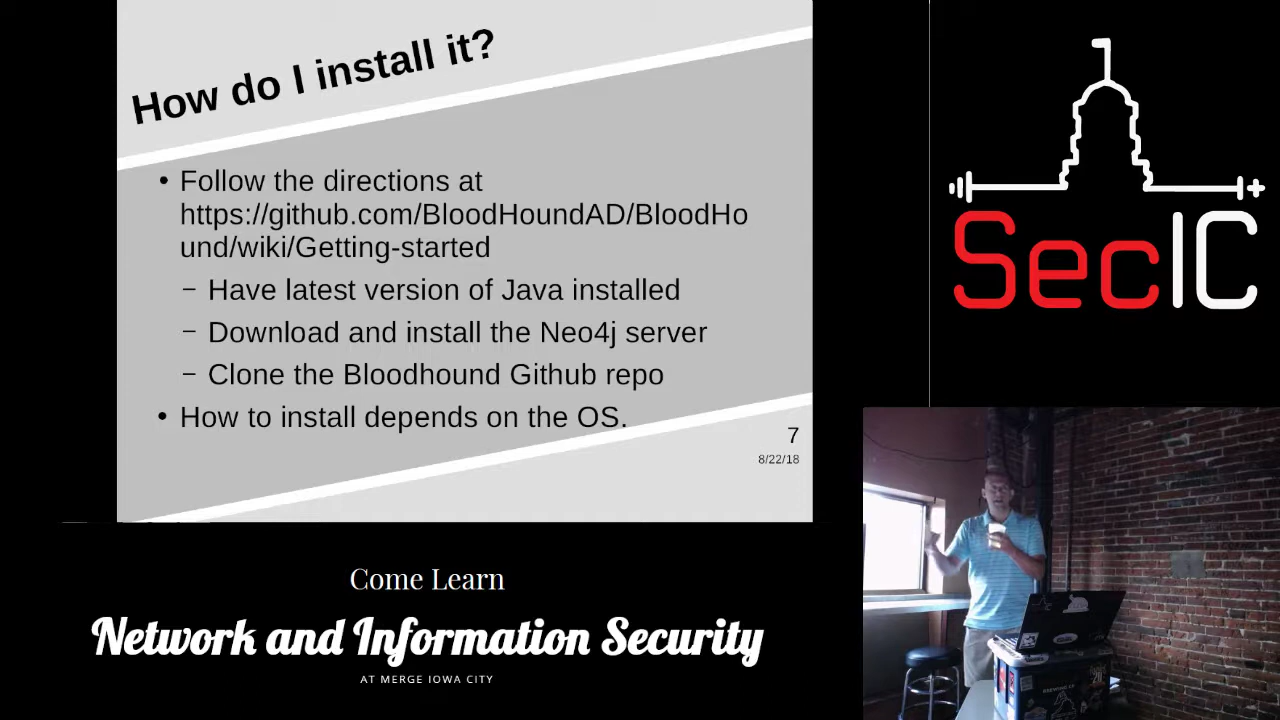 How do I install it?
• Follow the directions at
https://github.com/BloodHoundAD/BloodHo
und/wiki/Getting-started
– Have latest version of Java installed
– Download and install the Neo4j server
– Clone the Bloodhound Github repo
• How to install depends on the OS.
7
8/22/18
SecIC
Come Learn
Network and Information Security
AT MERGE IOWA CITY